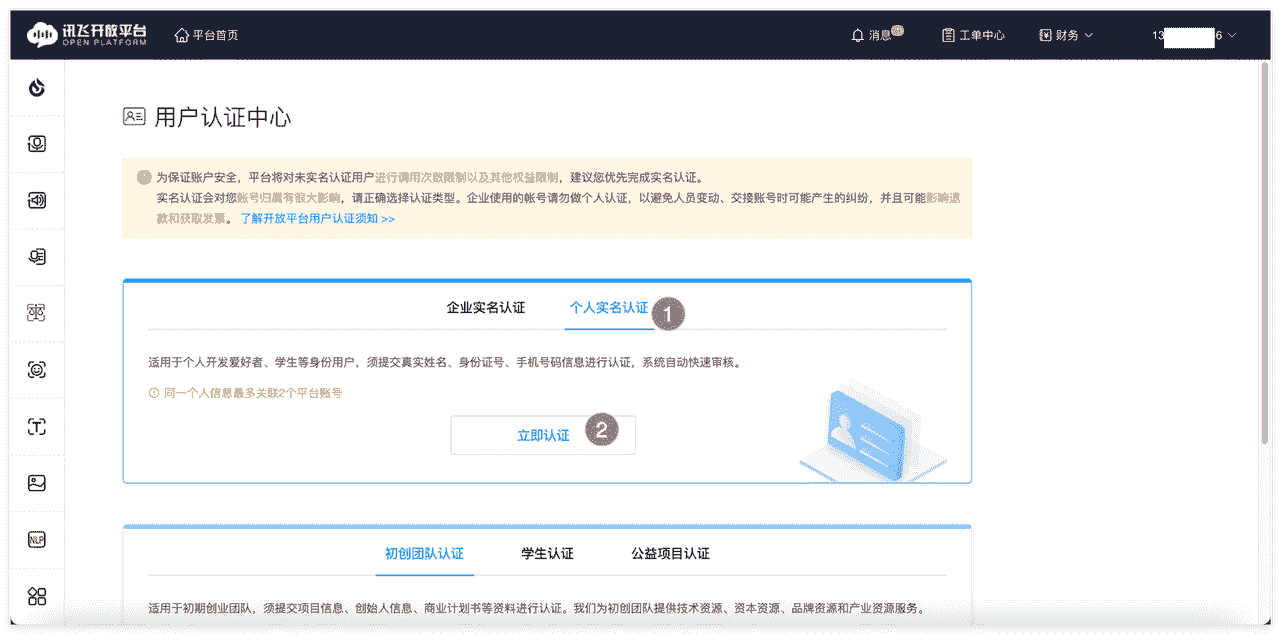 讯飞开放平台
OPEN PLATFORM
平台首页
消息
工单中心
财务
13
6
用户认证中心
为保证账户安全，平台将对未实名认证用户进行调用次数限制以及其他权益限制，建议您优先完成实名认证。
实名认证会对您账号归属有很大影响，请正确选择认证类型。企业使用的帐号请勿做个人认证，以避免人员变动、交接账号时可能产生的纠纷，并且可能影响退
款和获取发票。 了解开放平台用户认证须知 >>
企业实名认证
个人实名认证
1
适用于个人开发爱好者、学生等身份用户，须提交真实姓名、身份证号、手机号码信息进行认证，系统自动快速审核。
同一个人信息最多关联2个平台账号
立即认证
2
NLP
初创团队认证
学生认证
公益项目认证
适用于初期创业团队，须提交项目信息、创始人信息、商业计划书等资料进行认证。我们为初创团队提供技术资源、资本资源、品牌资源和产业资源服务。